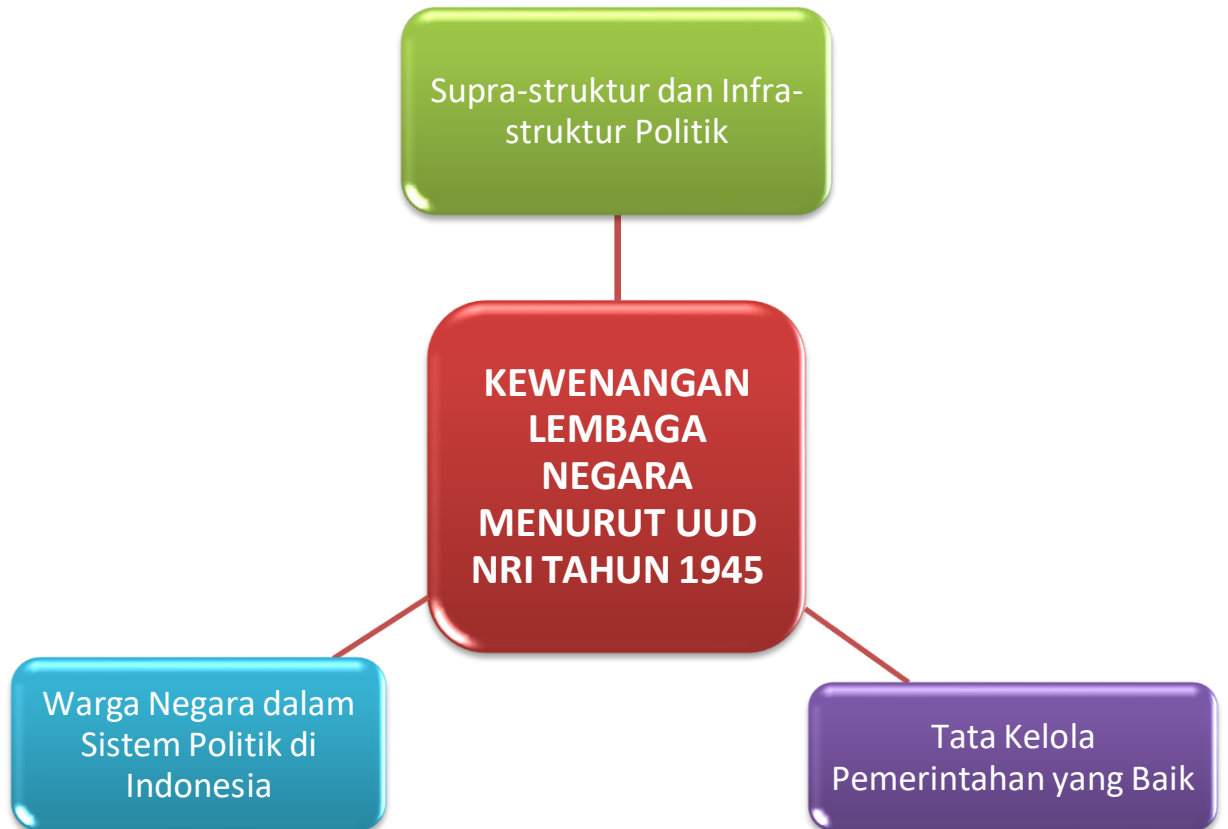 Supra-struktur dan Infra-
struktur Politik
KEWENANGAN
LEMBAGA
NEGARA
MENURUT UUD
NRI TAHUN 1945
Warga Negara dalam
Sistem Politik di
Indonesia
Tata Kelola
Pemerintahan yang Baik